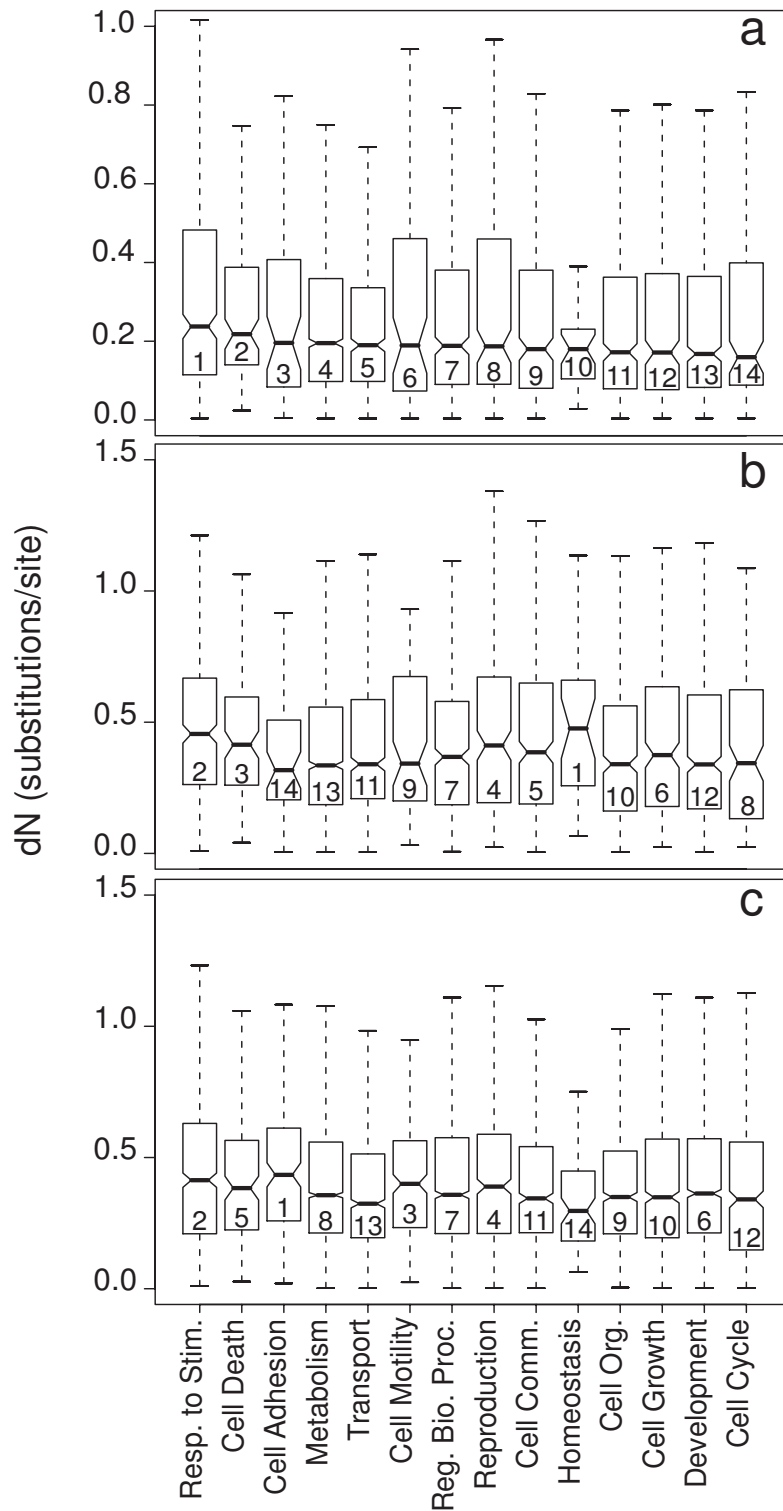 a
1.0
0.8
0.6
0.4
0.2
0.0
1 2 3 4 5 6 7 8 9 10 11 12 13 14
b
1.5
1.0
0.5
0.0
2 3 14 13 11 9 7 4 5 1 10 6 12 8
dN (substitutions/site)
c
1.5
1.0
0.5
0.0
2 5 1 8 13 3 7 4 11 14 9 10 6 12
Resp. to Stim.
Cell Death
Cell Adhesion
Metabolism
Transport
Cell Motility
Reg. Bio. Proc.
Reproduction
Cell Comm.
Homeostasis
Cell Org.
Cell Growth
Development
Cell Cycle